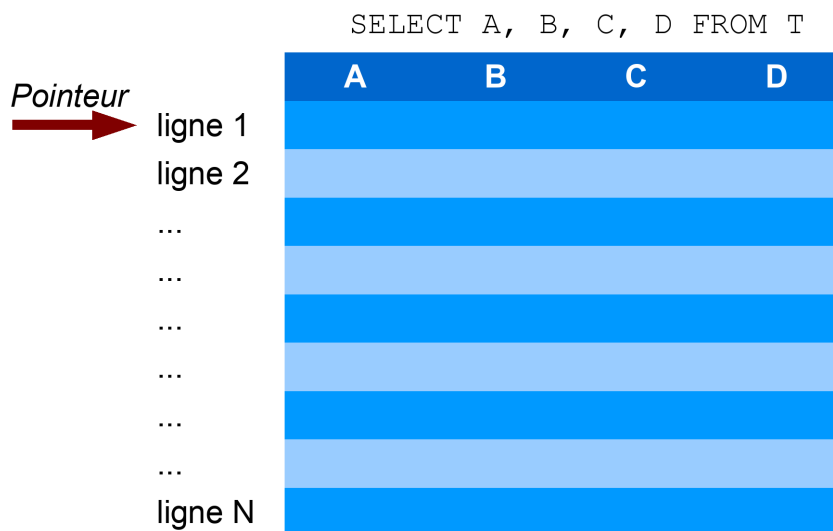 SELECT A, B, C, D FROM T
A B C D
Pointeur
ligne 1
ligne 2
...
...
...
...
...
...
ligne N